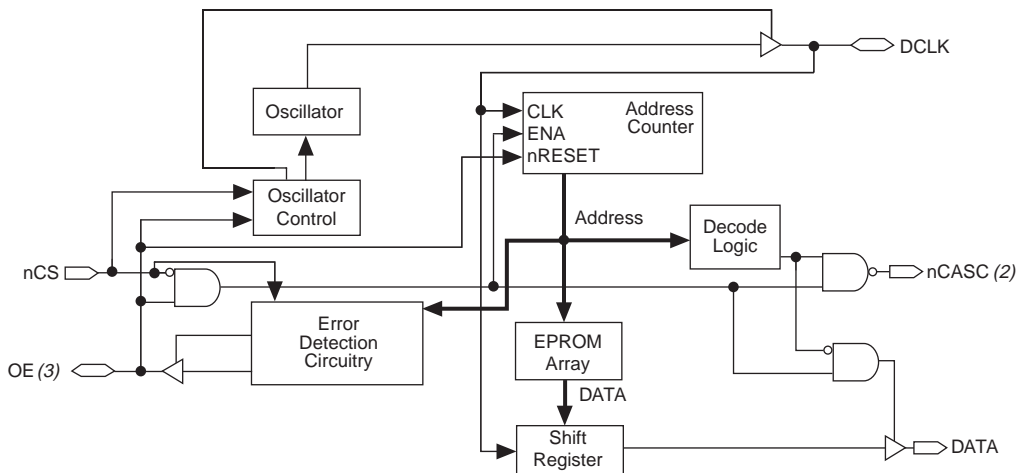 DCLK
Oscillator
CLK
Address
Counter
ENA
nRESET
Oscillator
Control
Address
Decode
Logic
nCS
nCASC (2)
Error
Detection
Circuitry
EPROM
Array
OE (3)
DATA
Shift
Register
DATA